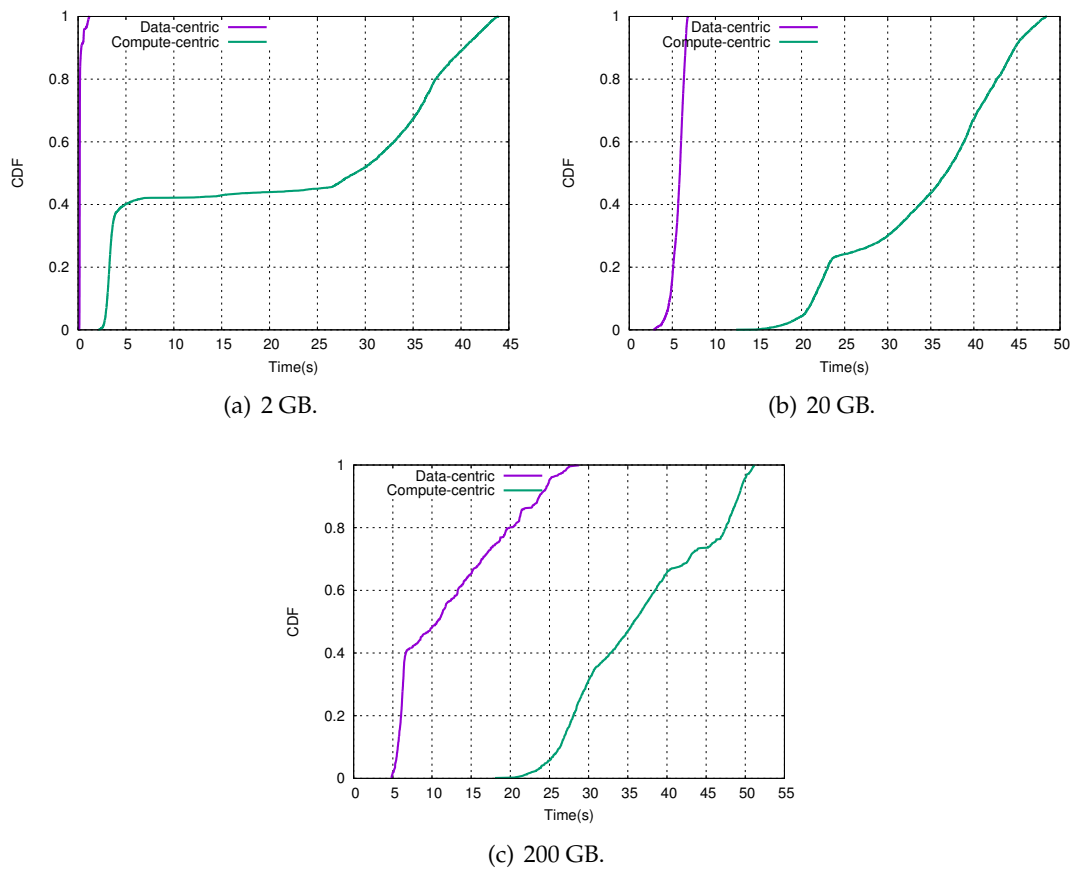 1
0.8
0.6
0.4
0.2
0
CDF
Data-centric
Compute-centric
0 5 10 15 20 25 30 35 40 45
Time(s)
(a) 2 GB.
1
0.8
0.6
0.4
0.2
0
CDF
Data-centric
Compute-centric
0 5 10 15 20 25 30 35 40 45 50
Time(s)
(b) 20 GB.
1
0.8
0.6
0.4
0.2
0
CDF
Data-centric
Compute-centric
0 5 10 15 20 25 30 35 40 45 50 55
Time(s)
(c) 200 GB.